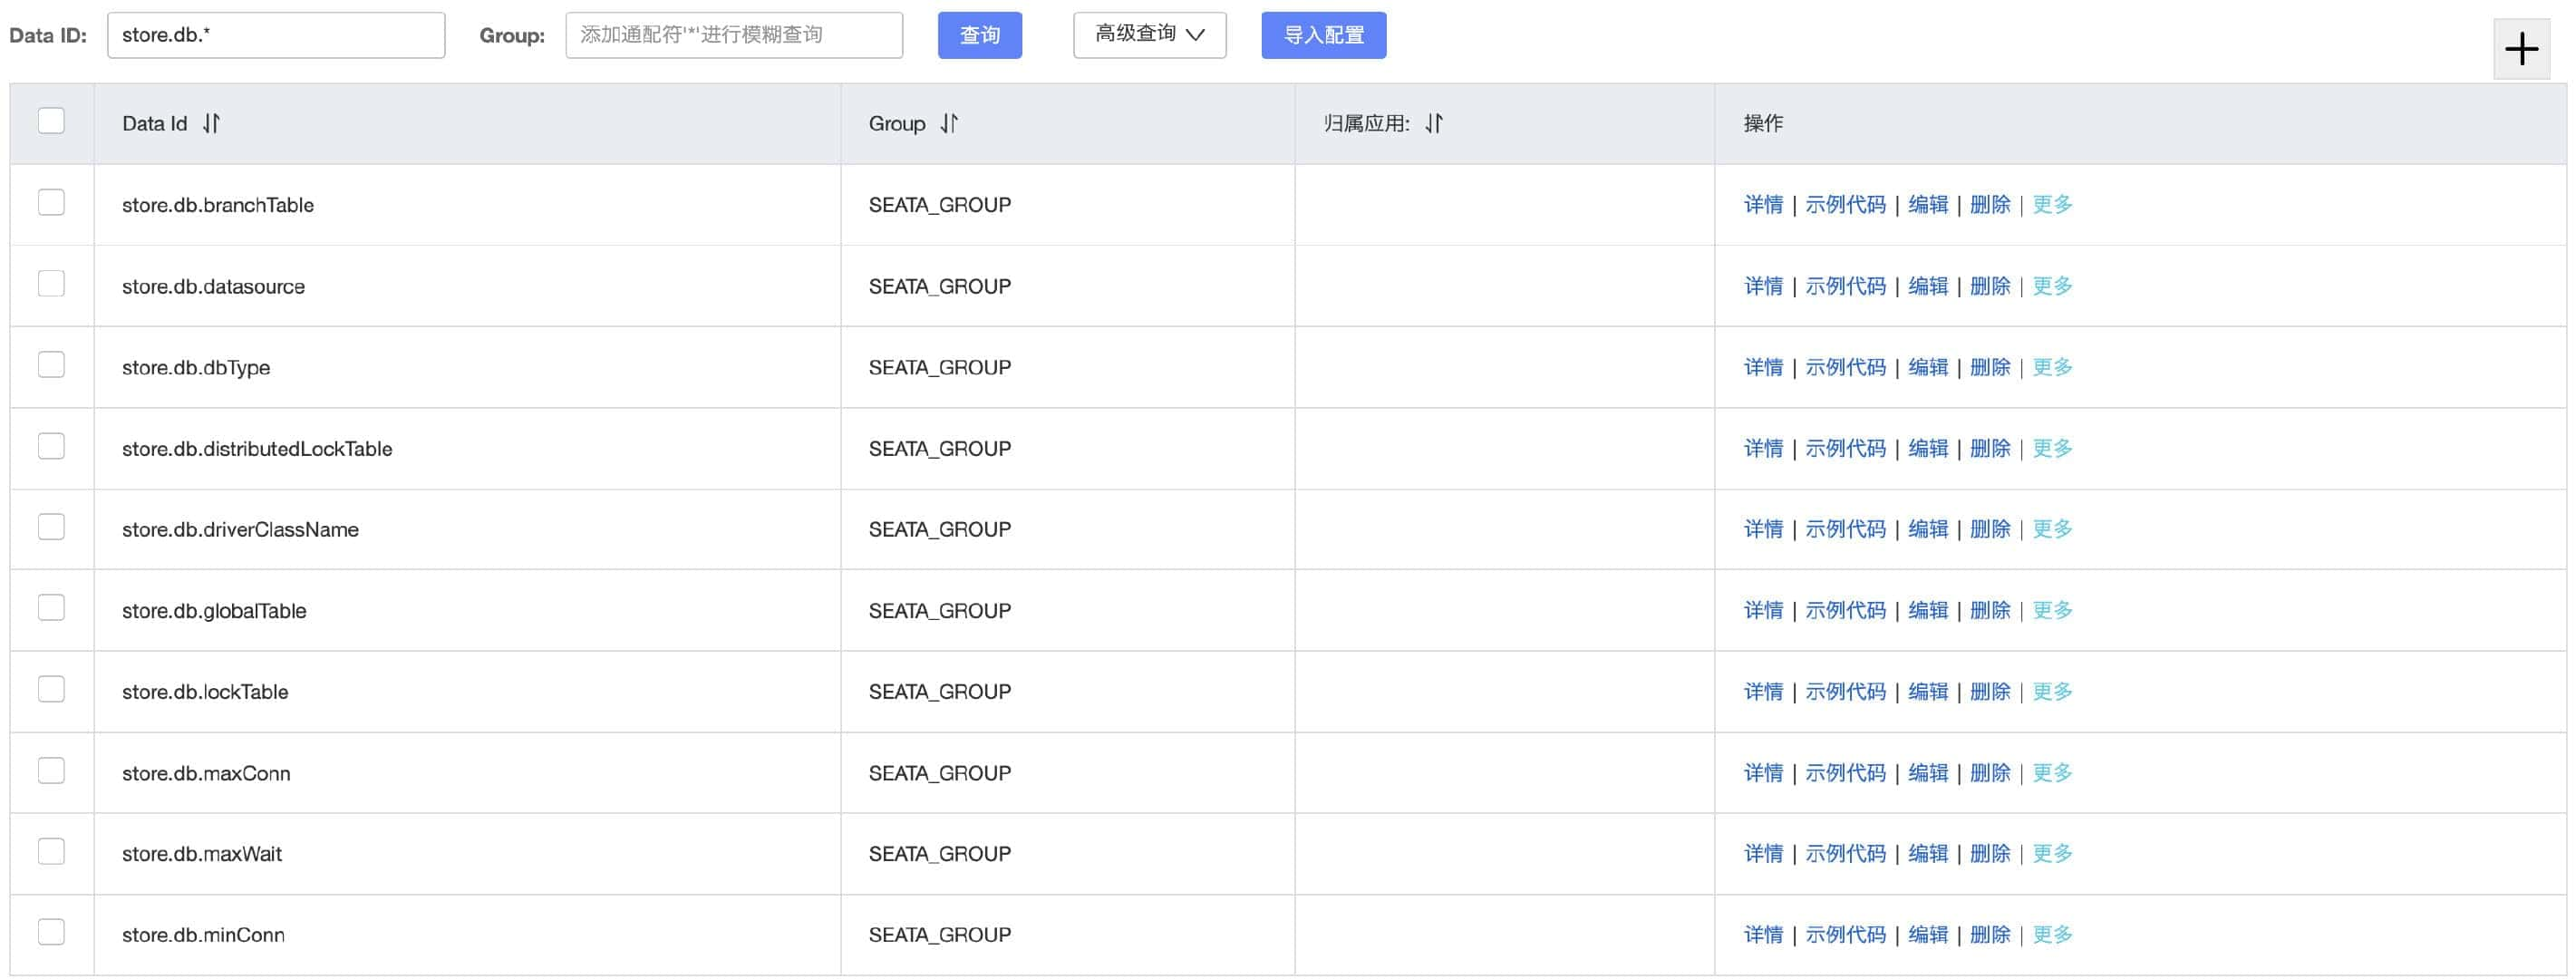 Data ID: store.db.* Group: 添加通配符'*'进行模糊查询 查询 高级查询 导入配置
Data Id Group 归属应用: 操作
store.db.branchTable SEATA_GROUP 详情 | 示例代码 | 编辑 | 删除 | 更多
store.db.datasource SEATA_GROUP 详情 | 示例代码 | 编辑 | 删除 | 更多
store.db.dbType SEATA_GROUP 详情 | 示例代码 | 编辑 | 删除 | 更多
store.db.distributedLockTable SEATA_GROUP 详情 | 示例代码 | 编辑 | 删除 | 更多
store.db.driverClassName SEATA_GROUP 详情 | 示例代码 | 编辑 | 删除 | 更多
store.db.globalTable SEATA_GROUP 详情 | 示例代码 | 编辑 | 删除 | 更多
store.db.lockTable SEATA_GROUP 详情 | 示例代码 | 编辑 | 删除 | 更多
store.db.maxConn SEATA_GROUP 详情 | 示例代码 | 编辑 | 删除 | 更多
store.db.maxWait SEATA_GROUP 详情 | 示例代码 | 编辑 | 删除 | 更多
store.db.minConn SEATA_GROUP 详情 | 示例代码 | 编辑 | 删除 | 更多